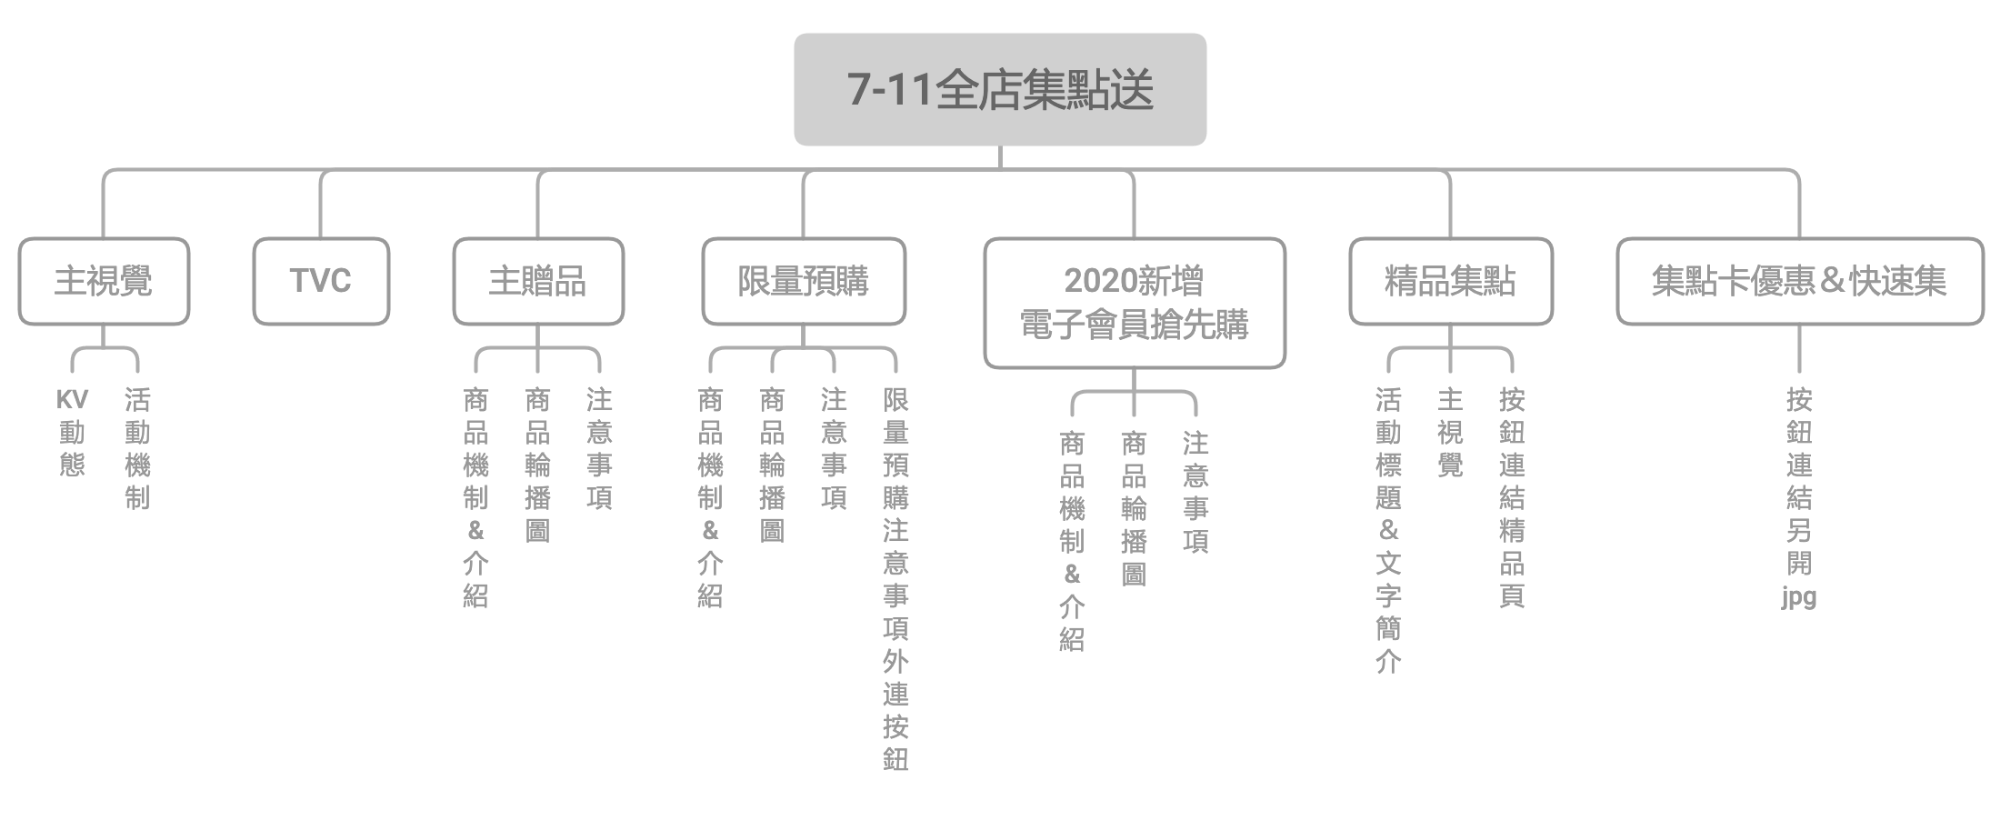 7-11全店集點送
主視覺
KV動態
活動機制
TVC
主贈品
商品機制&介紹
商品輪播圖
注意事項
限量預購
商品機制&介紹
商品輪播圖
注意事項
限量預購注意事項外連按鈕
2020新增
電子會員搶先購
商品機制&介紹
商品輪播圖
注意事項
精品集點
活動標題＆文字簡介
主視覺
按鈕連結精品頁
集點卡優惠＆快速集
按鈕連結另開jpg